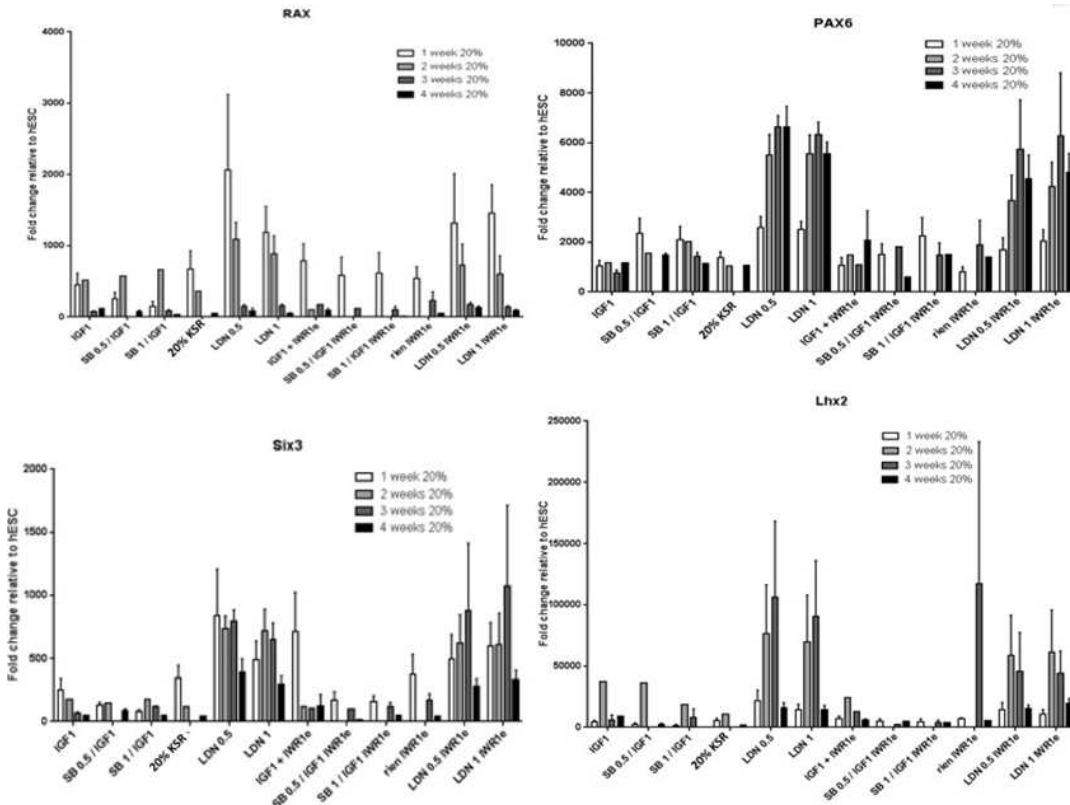 RAX
4000
3000
2000
1000
0
Fold change relative to hESC
1 week 20%
2 weeks 20%
3 weeks 20%
4 weeks 20%
IGF1
SB 0.5 / IGF1
SB 1 / IGF1
20% KSR
LDN 0.5
LDN 1
IGF1 + IWR1e
SB 0.5 / IGF1 IWR1e
SB 1 / IGF1 IWR1e
rien IWR1e
LDN 0.5 IWR1e
LDN 1 IWR1e
PAX6
10000
8000
6000
4000
2000
0
Fold change relative to hESC
1 week 20%
2 weeks 20%
3 weeks 20%
4 weeks 20%
IGF1
SB 0.5 / IGF1
SB 1 / IGF1
20% KSR
LDN 0.5
LDN 1
IGF1 + IWR1e
SB 0.5 / IGF1 IWR1e
SB 1 / IGF1 IWR1e
rien IWR1e
LDN 0.5 IWR1e
LDN 1 IWR1e
Six3
2000
1500
1000
500
0
Fold change relative to hESC
1 week 20%
2 weeks 20%
3 weeks 20%
4 weeks 20%
IGF1
SB 0.5 / IGF1
SB 1 / IGF1
20% KSR -
LDN 0.5
LDN 1
IGF1 + IWR1e
SB 0.5 / IGF1 IWR1e
SB 1 / IGF1 IWR1e
rien IWR1e
LDN 0.5 IWR1e
LDN 1 IWR1e
Lhx2
250000
200000
150000
100000
50000
0
Fold change relative to hESC
1 week 20%
2 weeks 20%
3 weeks 20%
4 weeks 20%
IGF1
SB 0.5 / IGF1
SB 1 / IGF1
20% KSR
LDN 0.5
LDN 1
IGF1 + IWR1e
SB 0.5 / IGF1 IWR1e
SB 1 / IGF1 IWR1e
rien IWR1e
LDN 0.5 IWR1e
LDN 1 IWR1e